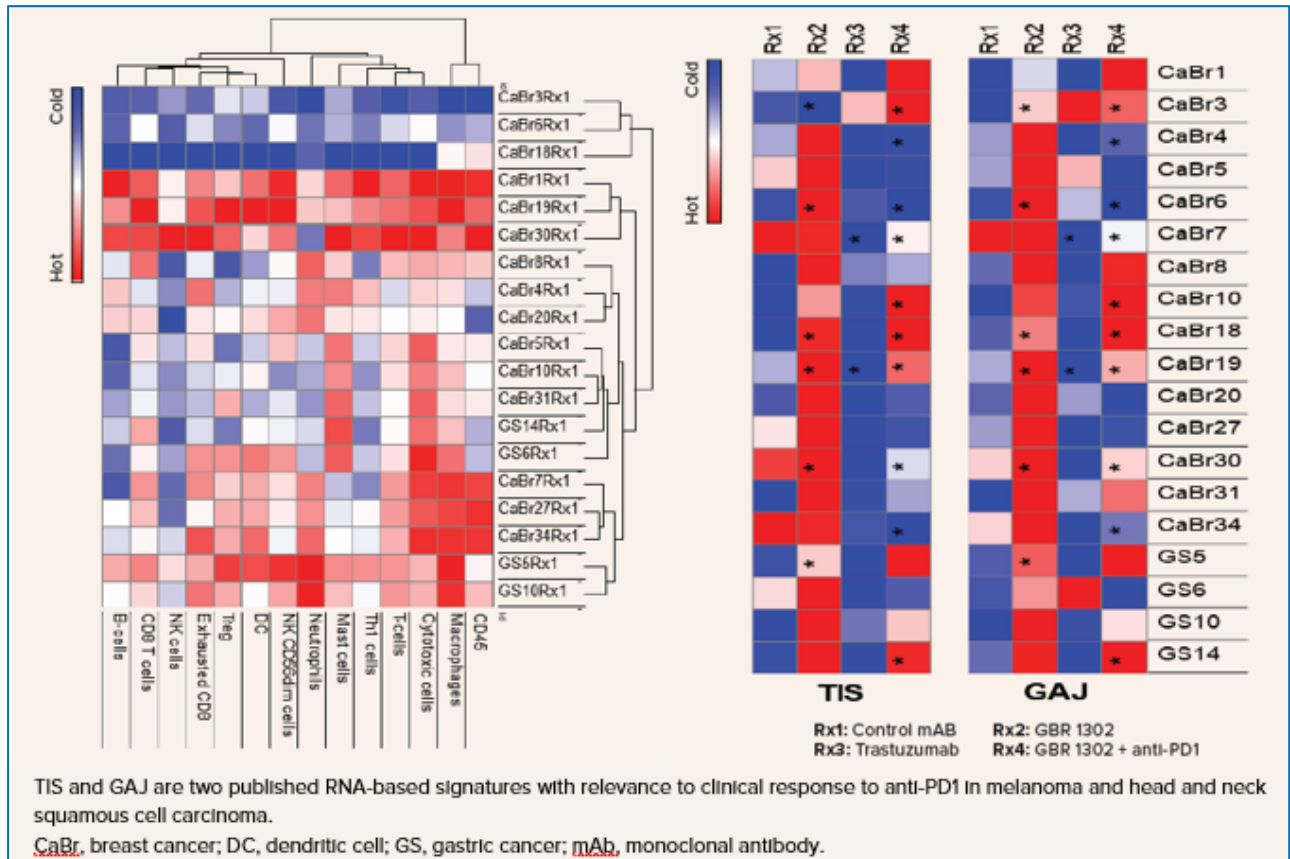 Cold
Hot
CaBr3Rx1
CaBr6Rx1
CaBr18Rx1
CaBr1Rx1
CaBr19Rx1
CaBr30Rx1
CaBr8Rx1
CaBr4Rx1
CaBr20Rx1
CaBr5Rx1
CaBr10Rx1
CaBr31Rx1
GS14Rx1
GS6Rx1
CaBr7Rx1
CaBr27Rx1
CaBr34Rx1
GS5Rx1
GS10Rx1
id
id
B-cells
CD8 T cells
NK cells
Exhausted CD8
Treg
DC
NK CD56dim cells
Neutrophils
Mast cells
Th1 cells
T-cells
Cytotoxic cells
Macrophages
CD45
Cold
Hot
Rx1 Rx2 Rx3 Rx4 Rx1 Rx2 Rx3 Rx4
CaBr1
CaBr3
CaBr4
CaBr5
CaBr6
CaBr7
CaBr8
CaBr10
CaBr18
CaBr19
CaBr20
CaBr27
CaBr30
CaBr31
CaBr34
GS5
GS6
GS10
GS14
TIS GAJ
Rx1: Control mAB Rx2: GBR 1302
Rx3: Trastuzumab Rx4: GBR 1302 + anti-PD1
TIS and GAJ are two published RNA-based signatures with relevance to clinical response to anti-PD1 in melanoma and head and neck
squamous cell carcinoma.
CaBr, breast cancer; DC, dendritic cell; GS, gastric cancer; mAb, monoclonal antibody.